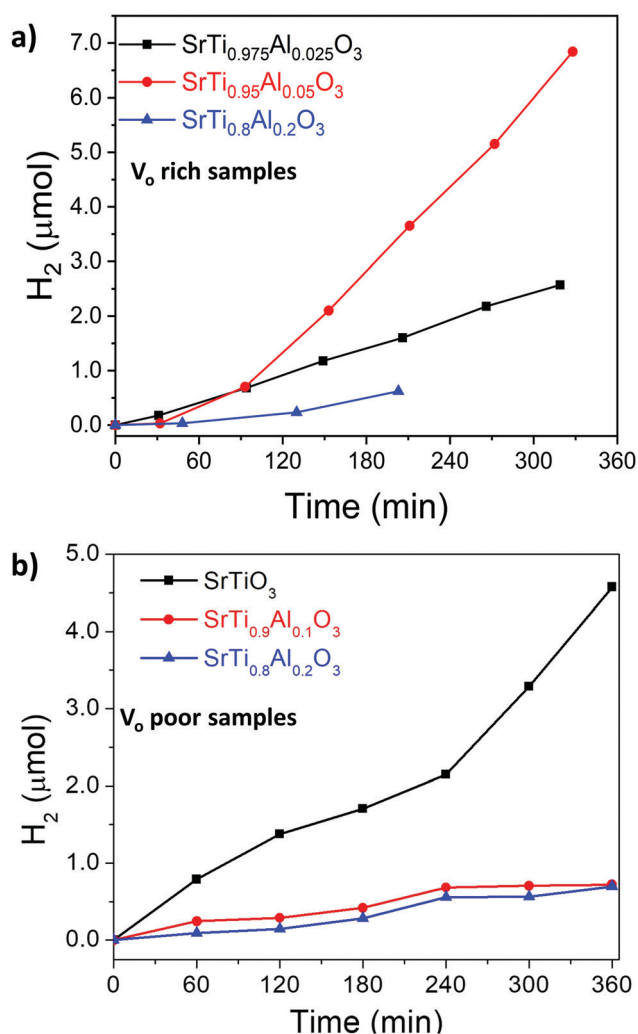 a)
SrTi₀.₉₇₅Al₀.₀₂₅O₃
SrTi₀.₉₅Al₀.₀₅O₃
SrTi₀.₈Al₀.₂O₃
Vₒ rich samples
H₂ (μmol)
7.0
6.0
5.0
4.0
3.0
2.0
1.0
0.0
0 60 120 180 240 300 360
Time (min)
b)
SrTiO₃
SrTi₀.₉Al₀.₁O₃
SrTi₀.₈Al₀.₂O₃
Vₒ poor samples
H₂ (μmol)
5.0
4.0
3.0
2.0
1.0
0.0
0 60 120 180 240 300 360
Time (min)